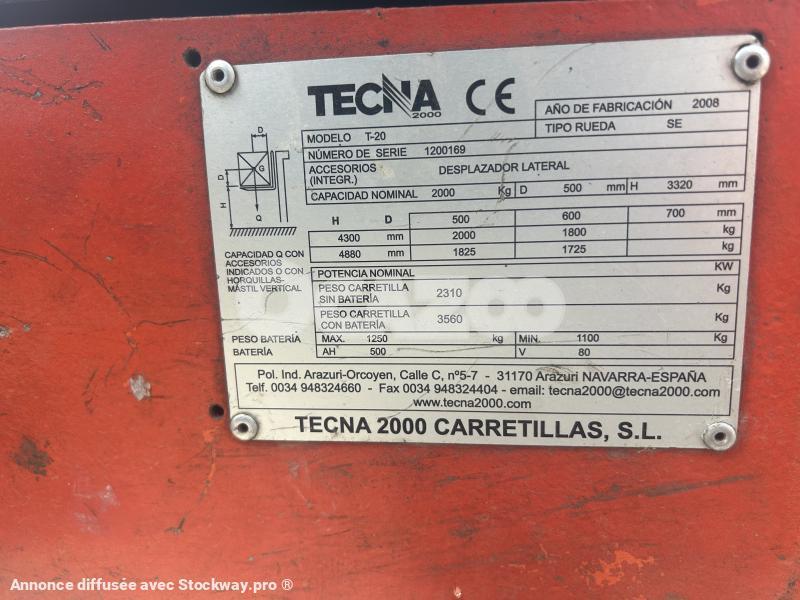 TECNA
2000
CE
AÑO DE FABRICACIÓN 2008
MODELO T-20 TIPO RUEDA SE
NÚMERO DE SERIE 1200169
ACCESORIOS
(INTEGR.) DESPLAZADOR LATERAL
CAPACIDAD NOMINAL 2000 Kg D 500 mm H 3320 mm
D
G
D
H
Q
H D 500 600 700 mm
4300 mm 2000 1800 kg
4880 mm 1825 1725 kg
CAPACIDAD Q CON
ACCESORIOS
INDICADOS O CON
HORQUILLAS-
MÁSTIL VERTICAL
POTENCIA NOMINAL KW
PESO CARRETILLA
SIN BATERÍA 2310 Kg
PESO CARRETILLA
CON BATERÍA 3560 Kg
PESO BATERÍA MAX. 1250 kg MIN. 1100 Kg
BATERÍA AH 500 V 80
Pol. Ind. Arazuri-Orcoyen, Calle C, nº5-7 - 31170 Arazuri NAVARRA-ESPAÑA
Telf. 0034 948324660 - Fax 0034 948324404 - email: tecna2000@tecna2000.com
www.tecna2000.com
TECNA 2000 CARRETILLAS, S.L.
Annonce diffusée avec Stockway.pro ®